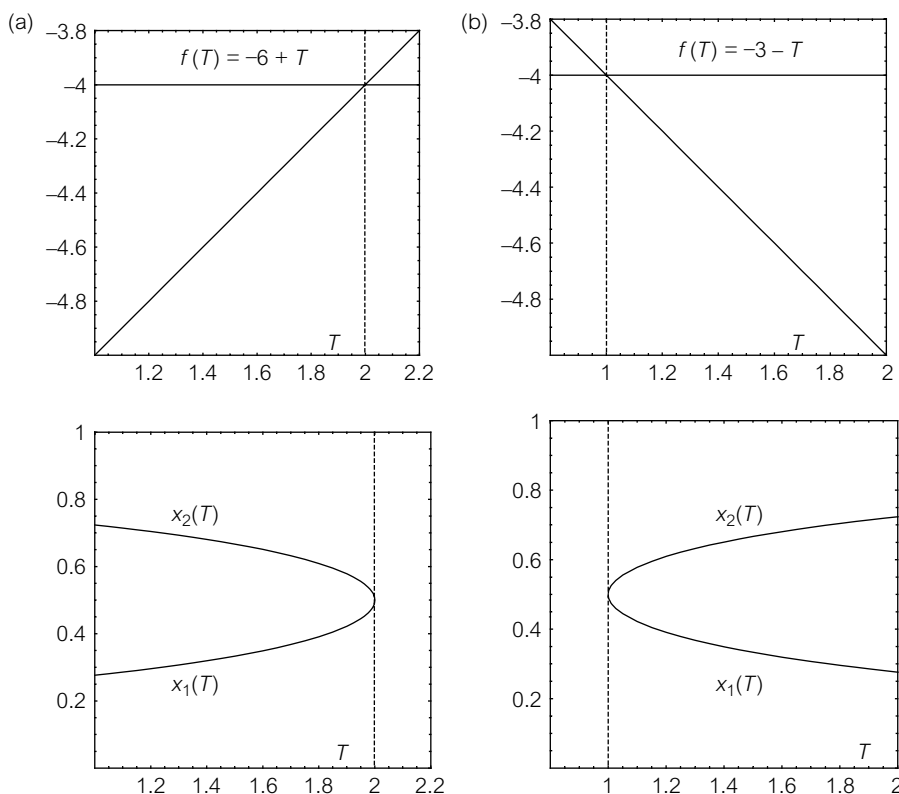 (a)
f(T) = –6 + T
–3.8
–4
–4.2
–4.4
–4.6
–4.8
T
1.2 1.4 1.6 1.8 2 2.2
(b)
f(T) = –3 – T
–3.8
–4
–4.2
–4.4
–4.6
–4.8
T
1 1.2 1.4 1.6 1.8 2
1
0.8
0.6
0.4
0.2
x₂(T)
x₁(T)
T
1.2 1.4 1.6 1.8 2 2.2
1
0.8
0.6
0.4
0.2
x₂(T)
x₁(T)
T
1 1.2 1.4 1.6 1.8 2